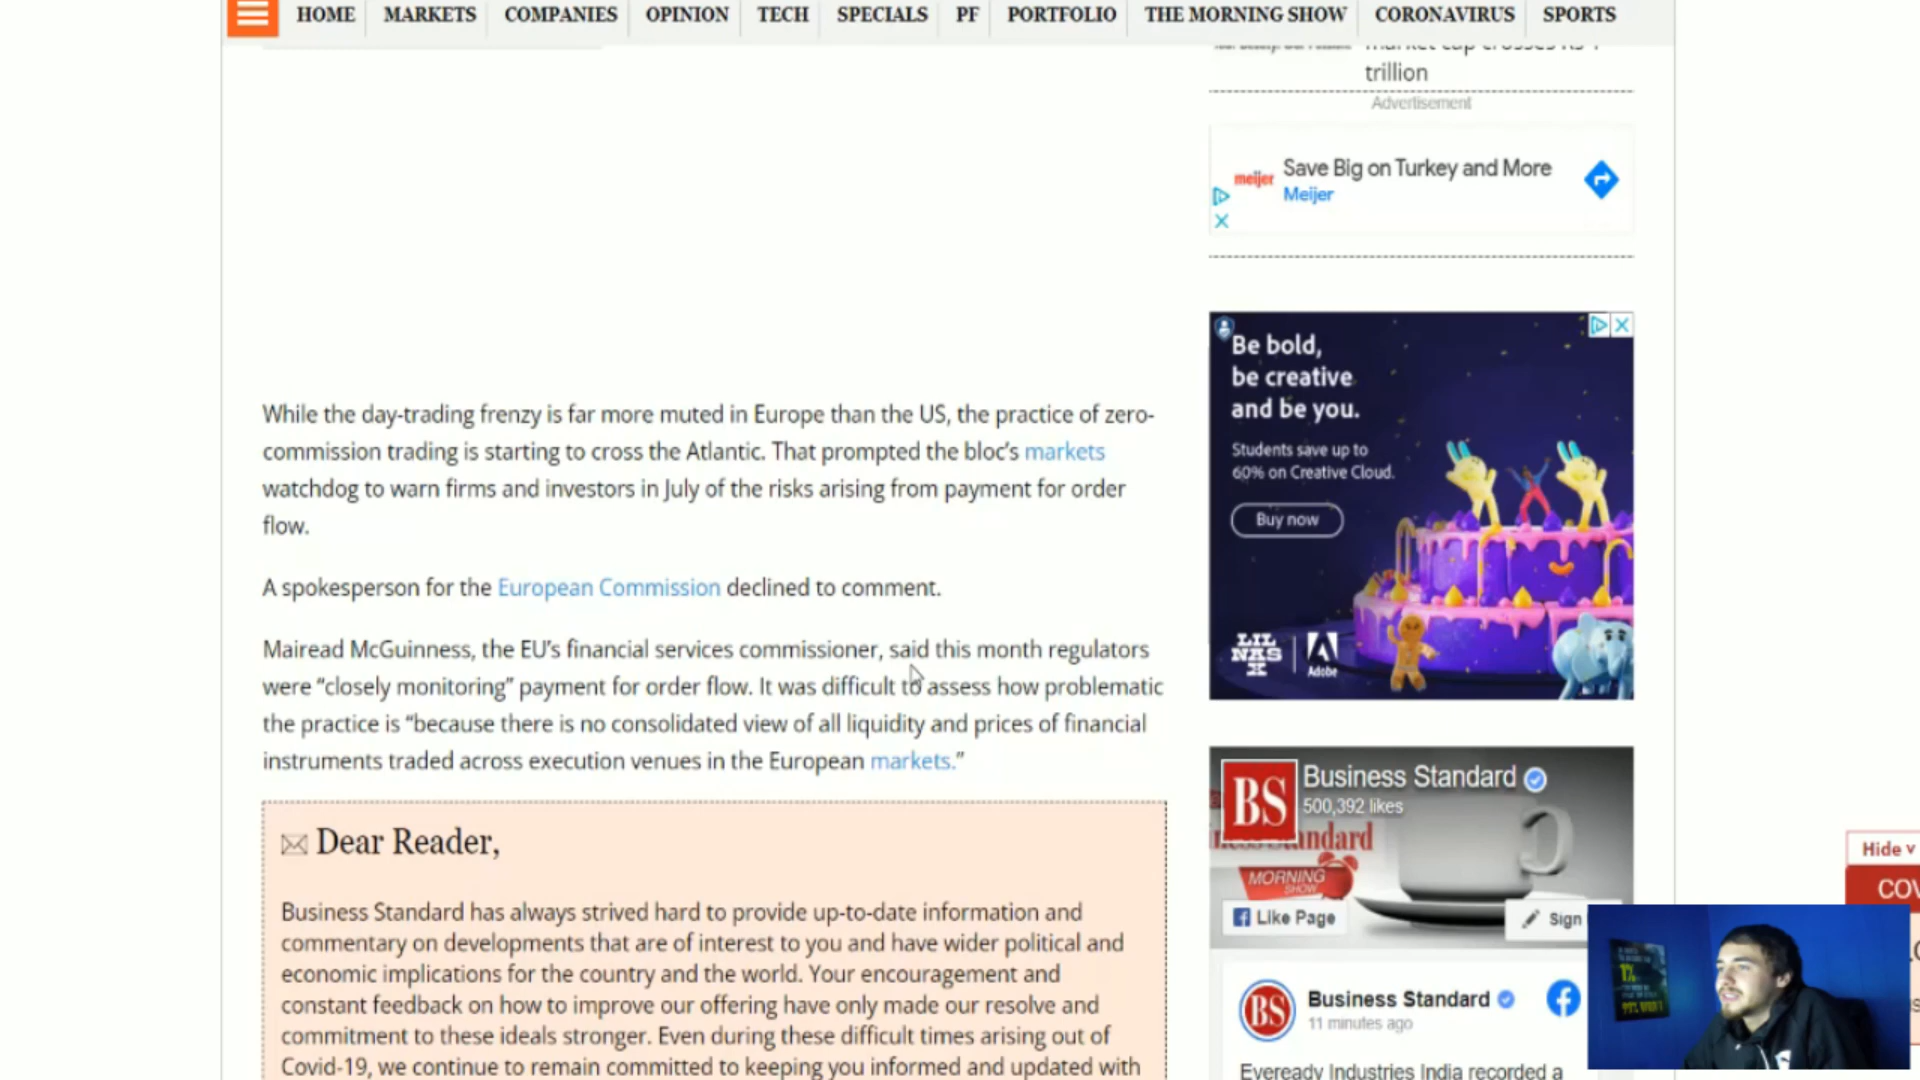 HOME MARKETS COMPANIES OPINION TECH SPECIALS PF PORTFOLIO THE MORNING SHOW CORONAVIRUS SPORTS
trillion
Advertisement
meijer
Save Big on Turkey and More
Meijer
Be bold,
be creative
and be you.
Students save up to
60% on Creative Cloud.
Buy now
LIL
NAS
X
Adobe
While the day-trading frenzy is far more muted in Europe than the US, the practice of zero-
commission trading is starting to cross the Atlantic. That prompted the bloc's markets
watchdog to warn firms and investors in July of the risks arising from payment for order
flow.
A spokesperson for the European Commission declined to comment.
Mairead McGuinness, the EU's financial services commissioner, said this month regulators
were “closely monitoring” payment for order flow. It was difficult to assess how problematic
the practice is “because there is no consolidated view of all liquidity and prices of financial
instruments traded across execution venues in the European markets.”
Dear Reader,
Business Standard has always strived hard to provide up-to-date information and
commentary on developments that are of interest to you and have wider political and
economic implications for the country and the world. Your encouragement and
constant feedback on how to improve our offering have only made our resolve and
commitment to these ideals stronger. Even during these difficult times arising out of
Covid-19, we continue to remain committed to keeping you informed and updated with
BS
Business Standard
500,392 likes
MORNING
SHOW
Like Page
Sign
BS
Business Standard
11 minutes ago
Eveready Industries India recorded a
Hide v
1%